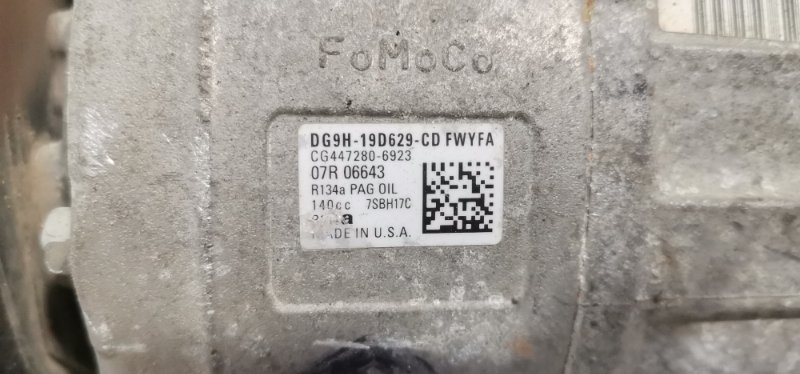 FoMoCo
DG9H-19D629-CD FWYFA
CG447280-6923
07R 06643
R134a PAG OIL
140cc 7SBH17C
MADE IN U.S.A.